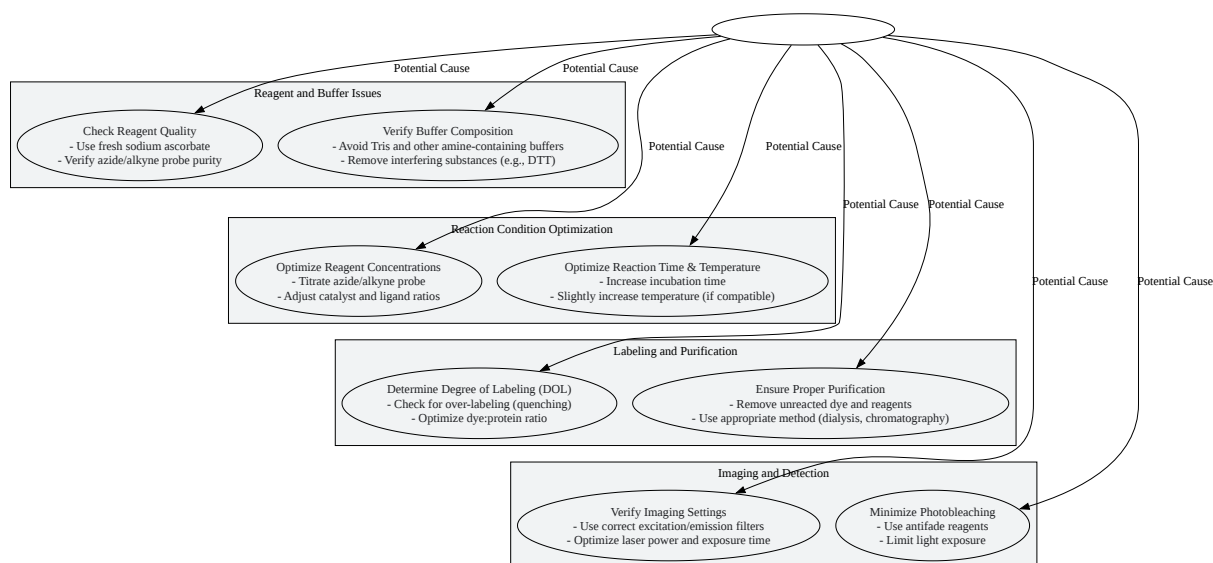 Potential Cause
Potential Cause
Reagent and Buffer Issues
Check Reagent Quality
- Use fresh sodium ascorbate
- Verify azide/alkyne probe purity
Verify Buffer Composition
- Avoid Tris and other amine-containing buffers
- Remove interfering substances (e.g., DTT)
Potential Cause
Potential Cause
Potential Cause
Potential Cause
Reaction Condition Optimization
Optimize Reagent Concentrations
- Titrate azide/alkyne probe
- Adjust catalyst and ligand ratios
Optimize Reaction Time & Temperature
- Increase incubation time
- Slightly increase temperature (if compatible)
Potential Cause
Potential Cause
Labeling and Purification
Determine Degree of Labeling (DOL)
- Check for over-labeling (quenching)
- Optimize dye:protein ratio
Ensure Proper Purification
- Remove unreacted dye and reagents
- Use appropriate method (dialysis, chromatography)
Imaging and Detection
Verify Imaging Settings
- Use correct excitation/emission filters
- Optimize laser power and exposure time
Minimize Photobleaching
- Use antifade reagents
- Limit light exposure